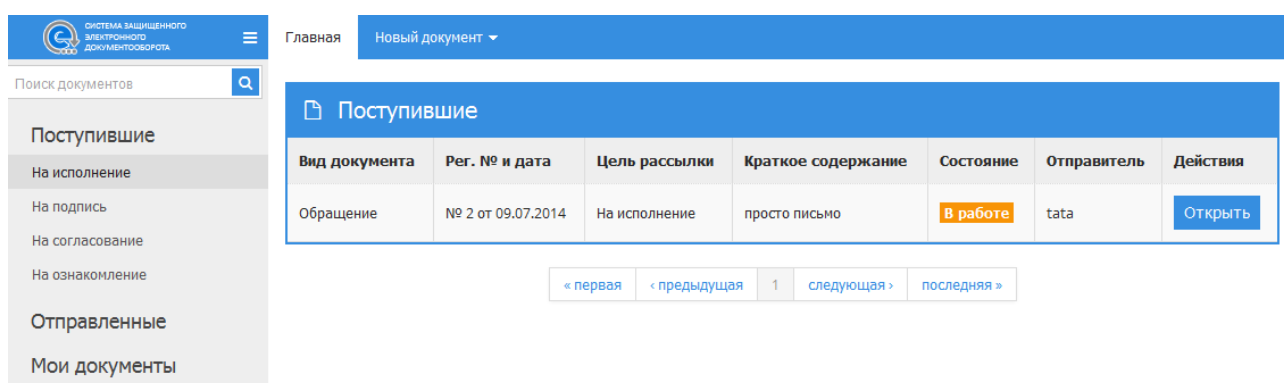 СИСТЕМА ЗАЩИЩЕННОГО
ЭЛЕКТРОННОГО
ДОКУМЕНТООБОРОТА
Главная
Новый документ
Поиск документов
Поступившие
На исполнение
На подпись
На согласование
На ознакомление
Отправленные
Мои документы
Поступившие
Вид документа Рег. № и дата Цель рассылки Краткое содержание Состояние Отправитель Действия
Обращение № 2 от 09.07.2014 На исполнение просто письмо В работе tata Открыть
« первая ‹ предыдущая 1 следующая › последняя »